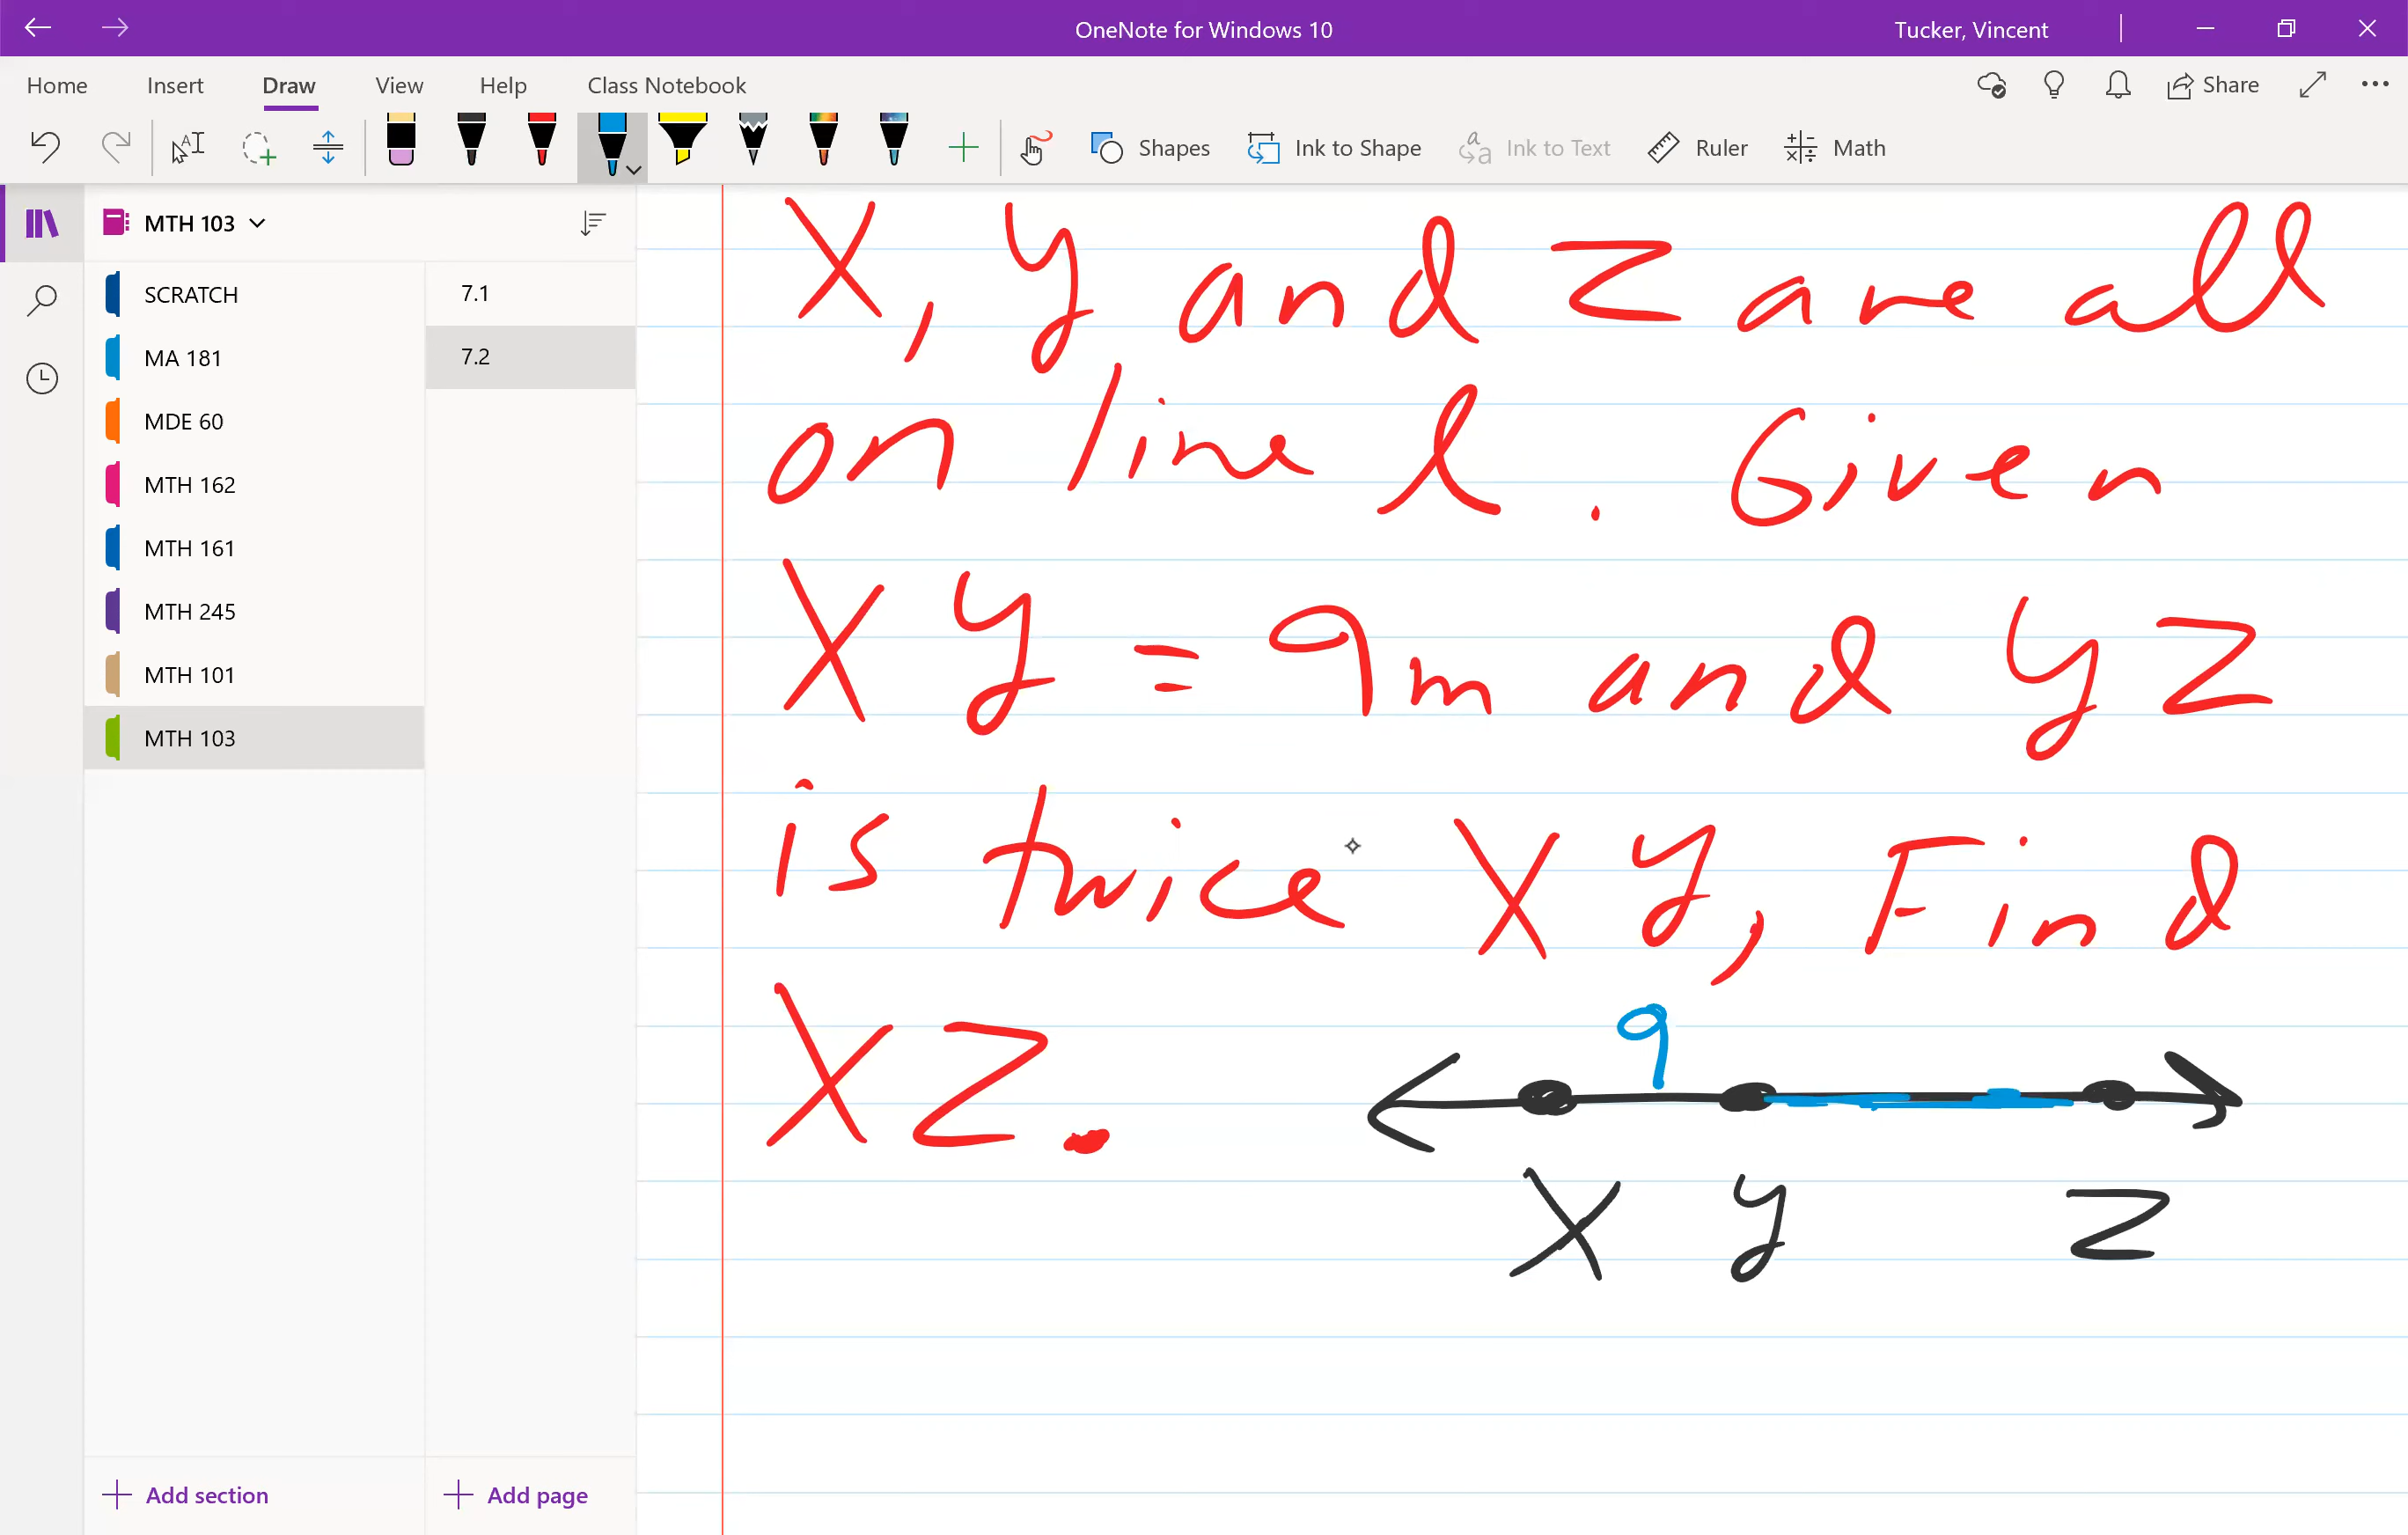 OneNote for Windows 10
Tucker, Vincent
Home Insert Draw View Help Class Notebook
Share
Shapes Ink to Shape Ink to Text Ruler Math
MTH 103
SCRATCH
MA 181
MDE 60
MTH 162
MTH 161
MTH 245
MTH 101
MTH 103
7.1
7.2
Add section
Add page
X, Y and Z are all
on line l. Given
XY = 9m and YZ
is twice XY, Find
XZ.
9
X Y Z